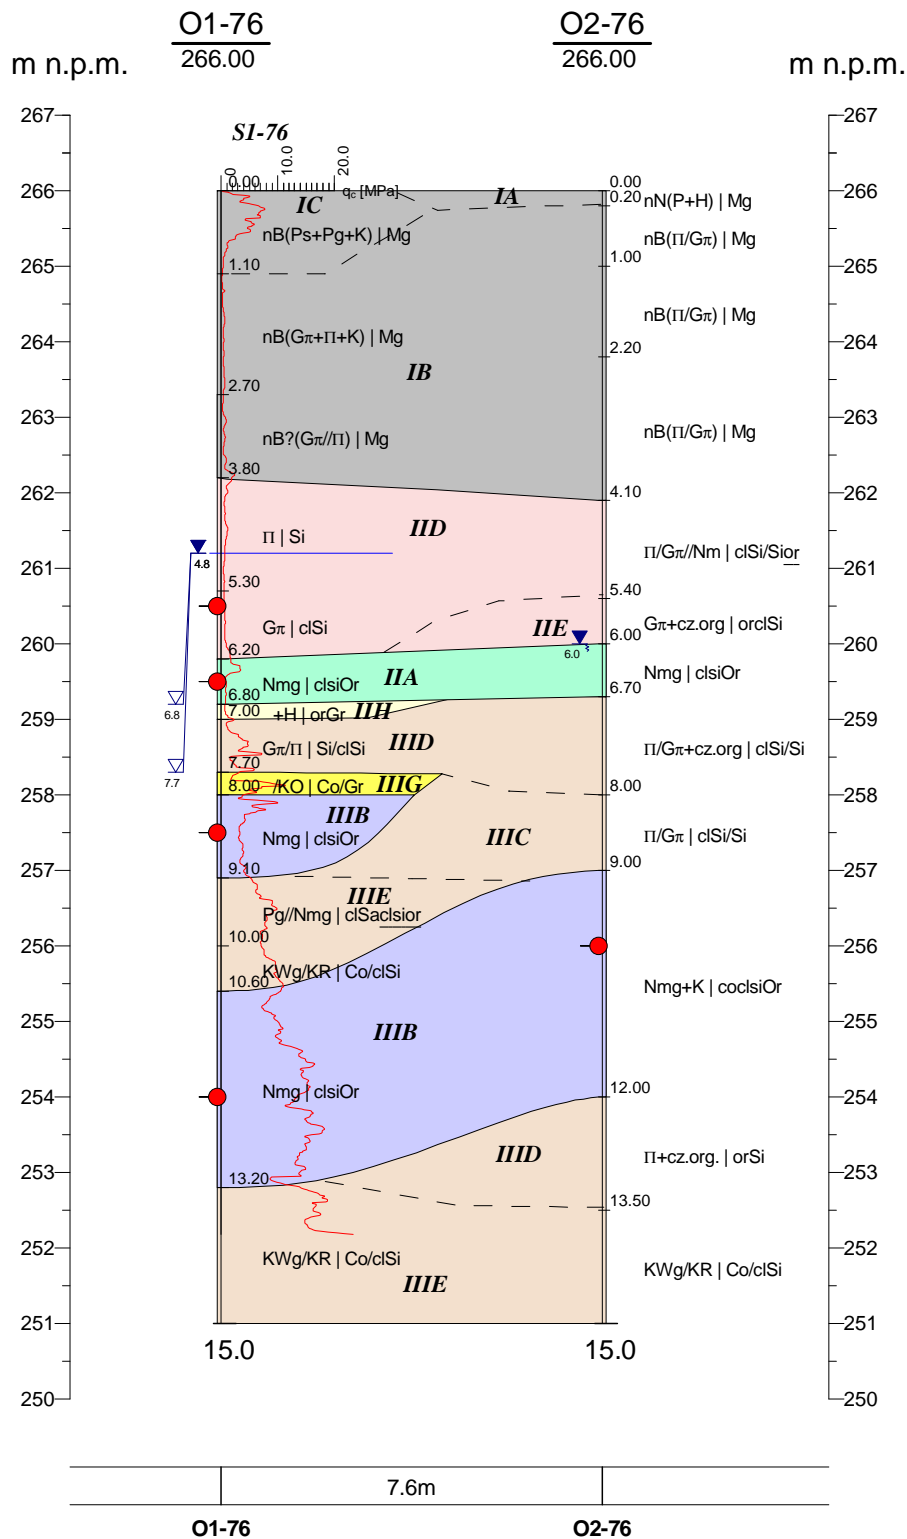 O1-76 O2-76
266.00 266.00
m n.p.m. m n.p.m.
267 267
S1-76
0 10.0 20.0
0.00 qc [MPa] 0.00
266 IC IA 0.20 nN(P+H) | Mg 266
nB(Ps+Pg+K) | Mg nB(Π/Gπ) | Mg
265 1.10 1.00 265
nB(Π/Gπ) | Mg
264 nB(Gπ+Π+K) | Mg 2.20 264
IB
263 2.70 263
nB?(Gπ//Π) | Mg nB(Π/Gπ) | Mg
262 3.80 4.10 262
IID
Π | Si Π/Gπ//Nm | clSi/Sior
4.8
261 5.30 5.40 261
Gπ | clSi IIE Gπ+cz.org | orclSi
260 6.20 6.00 260
6.0
Nmg | clsiOr IIA Nmg | clsiOr
6.80 6.70
259 7.00 +H | orGr IIH 259
6.8
Gπ/Π | Si/clSi IIID Π/Gπ+cz.org | clSi/Si
7.70
7.7
258 8.00 /KO | Co/Gr IIIG 8.00 258
IIIB
Nmg | clsiOr IIIC Π/Gπ | clSi/Si
257 9.10 9.00 257
IIIE
Pg//Nmg | clSaclsior
256 10.00 256
KWg/KR | Co/clSi Nmg+K | coclsiOr
10.60
255 255
IIIB
254 Nmg | clsiOr 12.00 254
253 IIID Π+cz.org. | orSi 253
13.20
13.50
252 252
KWg/KR | Co/clSi KWg/KR | Co/clSi
IIIE
251 251
15.0 15.0
250 250
7.6m
O1-76 O2-76